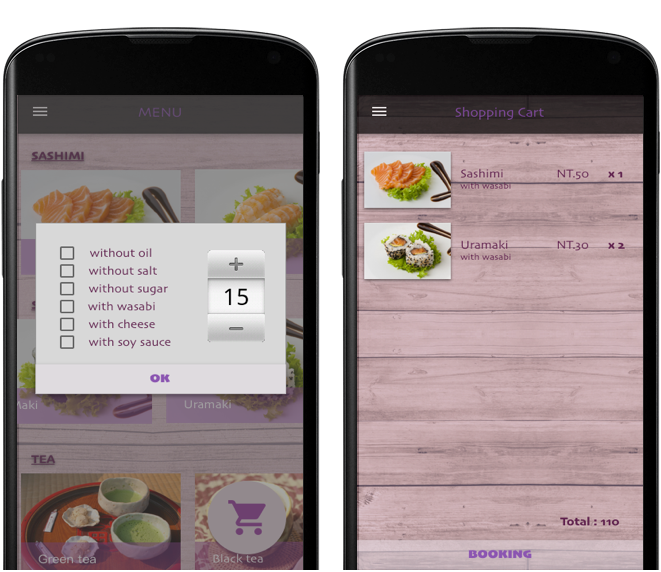 MENU
SASHIMI
without oil
without salt
without sugar
with wasabi
with cheese
with soy sauce
+
15
−
OK
Maki
Uramaki
TEA
Green tea
Black tea
Shopping Cart
Sashimi NT.50 x 1
with wasabi
Uramaki NT.30 x 2
with wasabi
Total : 110
BOOKING